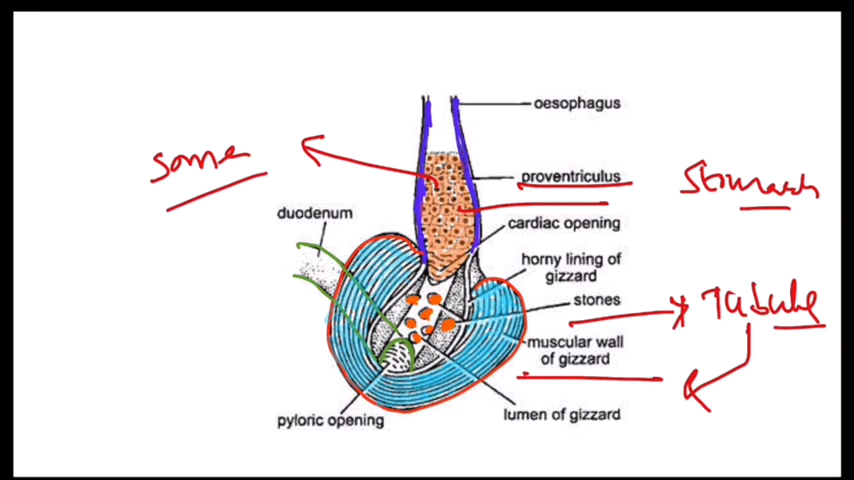 oesophagus
some
proventriculus
Stomach
duodenum
cardiac opening
horny lining of
gizzard
stones
muscular wall
of gizzard
lumen of gizzard
pyloric opening